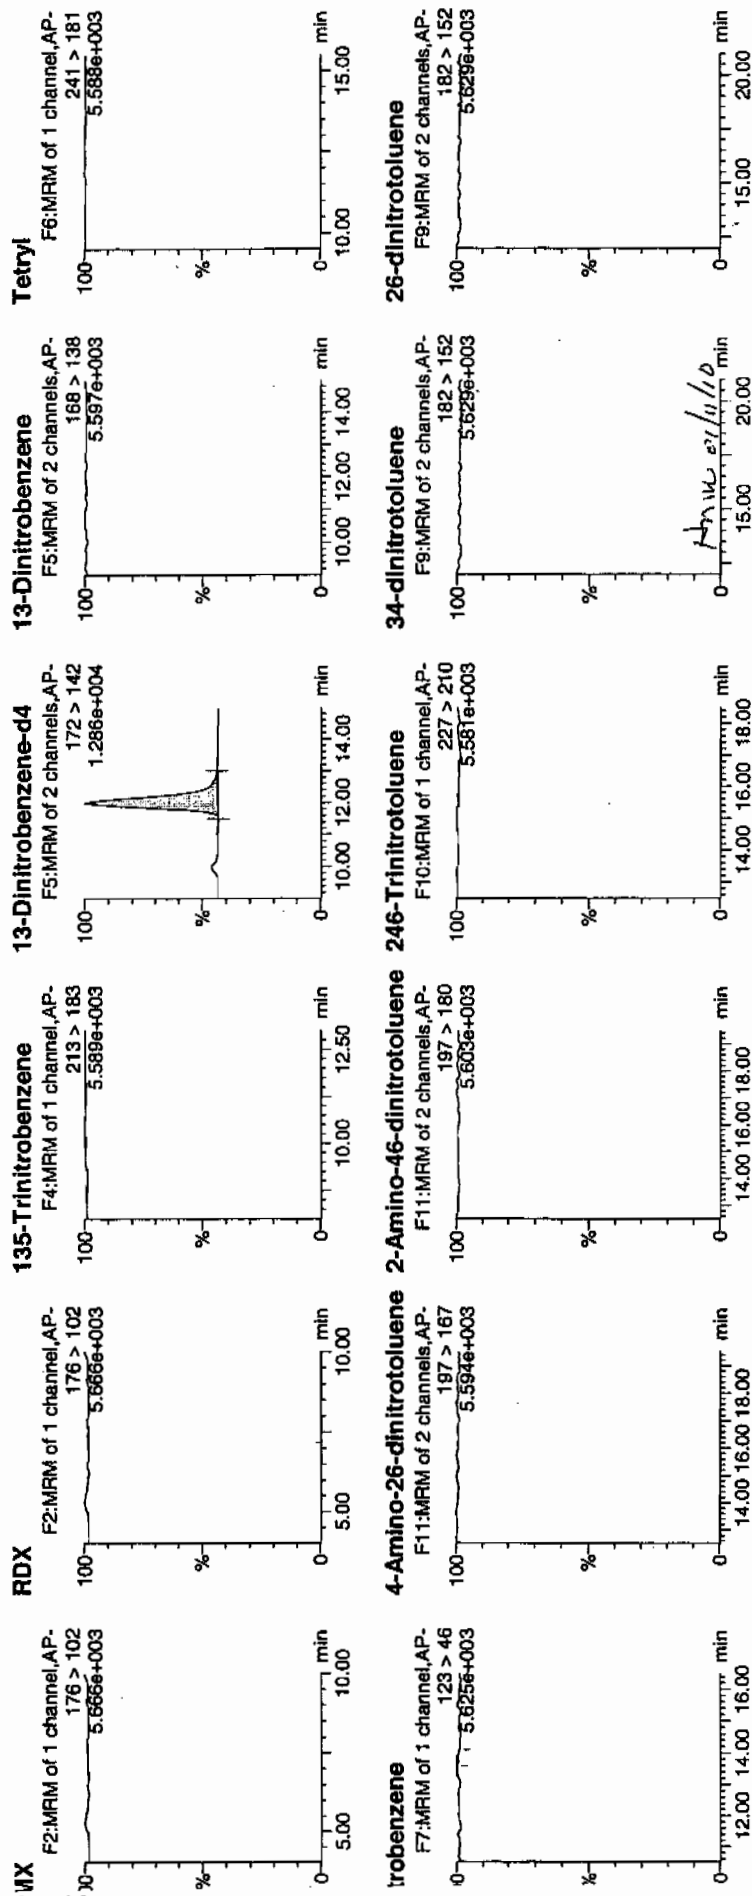 MX
F2:MRM of 1 channel,AP-
176 > 102
5.666e+003
%
0
5.00
10.00
min
RDX
F2:MRM of 1 channel,AP-
176 > 102
5.666e+003
100
%
0
5.00
10.00
min
135-Trinitrobenzene
F4:MRM of 1 channel,AP-
213 > 183
5.589e+003
100
%
0
10.00
12.50
min
13-Dinitrobenzene-d4
F5:MRM of 2 channels,AP-
172 > 142
1.286e+004
100
%
0
10.00
12.00
14.00
min
13-Dinitrobenzene
F5:MRM of 2 channels,AP-
168 > 138
5.597e+003
100
%
0
10.00
12.00
14.00
min
Tetryl
F6:MRM of 1 channel,AP-
241 > 181
5.588e+003
100
%
0
10.00
15.00
min
trobenzene
F7:MRM of 1 channel,AP-
123 > 46
5.625e+003
%
0
12.00
14.00
16.00
min
4-Amino-26-dinitrotoluene
F11:MRM of 2 channels,AP-
197 > 167
5.594e+003
100
%
0
14.00 16.00 18.00
min
2-Amino-46-dinitrotoluene
F11:MRM of 2 channels,AP-
197 > 180
5.603e+003
100
%
0
14.00 16.00 18.00
min
246-Trinitrotoluene
F10:MRM of 1 channel,AP-
227 > 210
5.581e+003
100
%
0
14.00
16.00
18.00
min
34-dinitrotoluene
F9:MRM of 2 channels,AP-
182 > 152
5.629e+003
100
%
0
15.00
20.00
min
01/11/10
26-dinitrotoluene
F9:MRM of 2 channels,AP-
182 > 152
5.629e+003
100
%
0
15.00
20.00
min